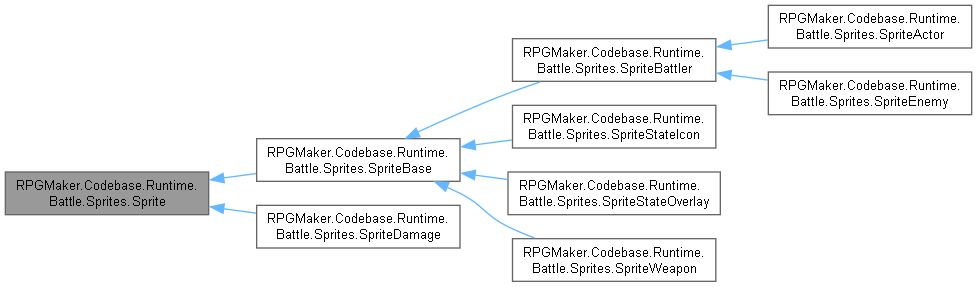 RPGMaker.Codebase.Runtime.
Battle.Sprites.Sprite
RPGMaker.Codebase.Runtime.
Battle.Sprites.SpriteBase
RPGMaker.Codebase.Runtime.
Battle.Sprites.SpriteDamage
RPGMaker.Codebase.Runtime.
Battle.Sprites.SpriteBattler
RPGMaker.Codebase.Runtime.
Battle.Sprites.SpriteStateIcon
RPGMaker.Codebase.Runtime.
Battle.Sprites.SpriteStateOverlay
RPGMaker.Codebase.Runtime.
Battle.Sprites.SpriteWeapon
RPGMaker.Codebase.Runtime.
Battle.Sprites.SpriteActor
RPGMaker.Codebase.Runtime.
Battle.Sprites.SpriteEnemy